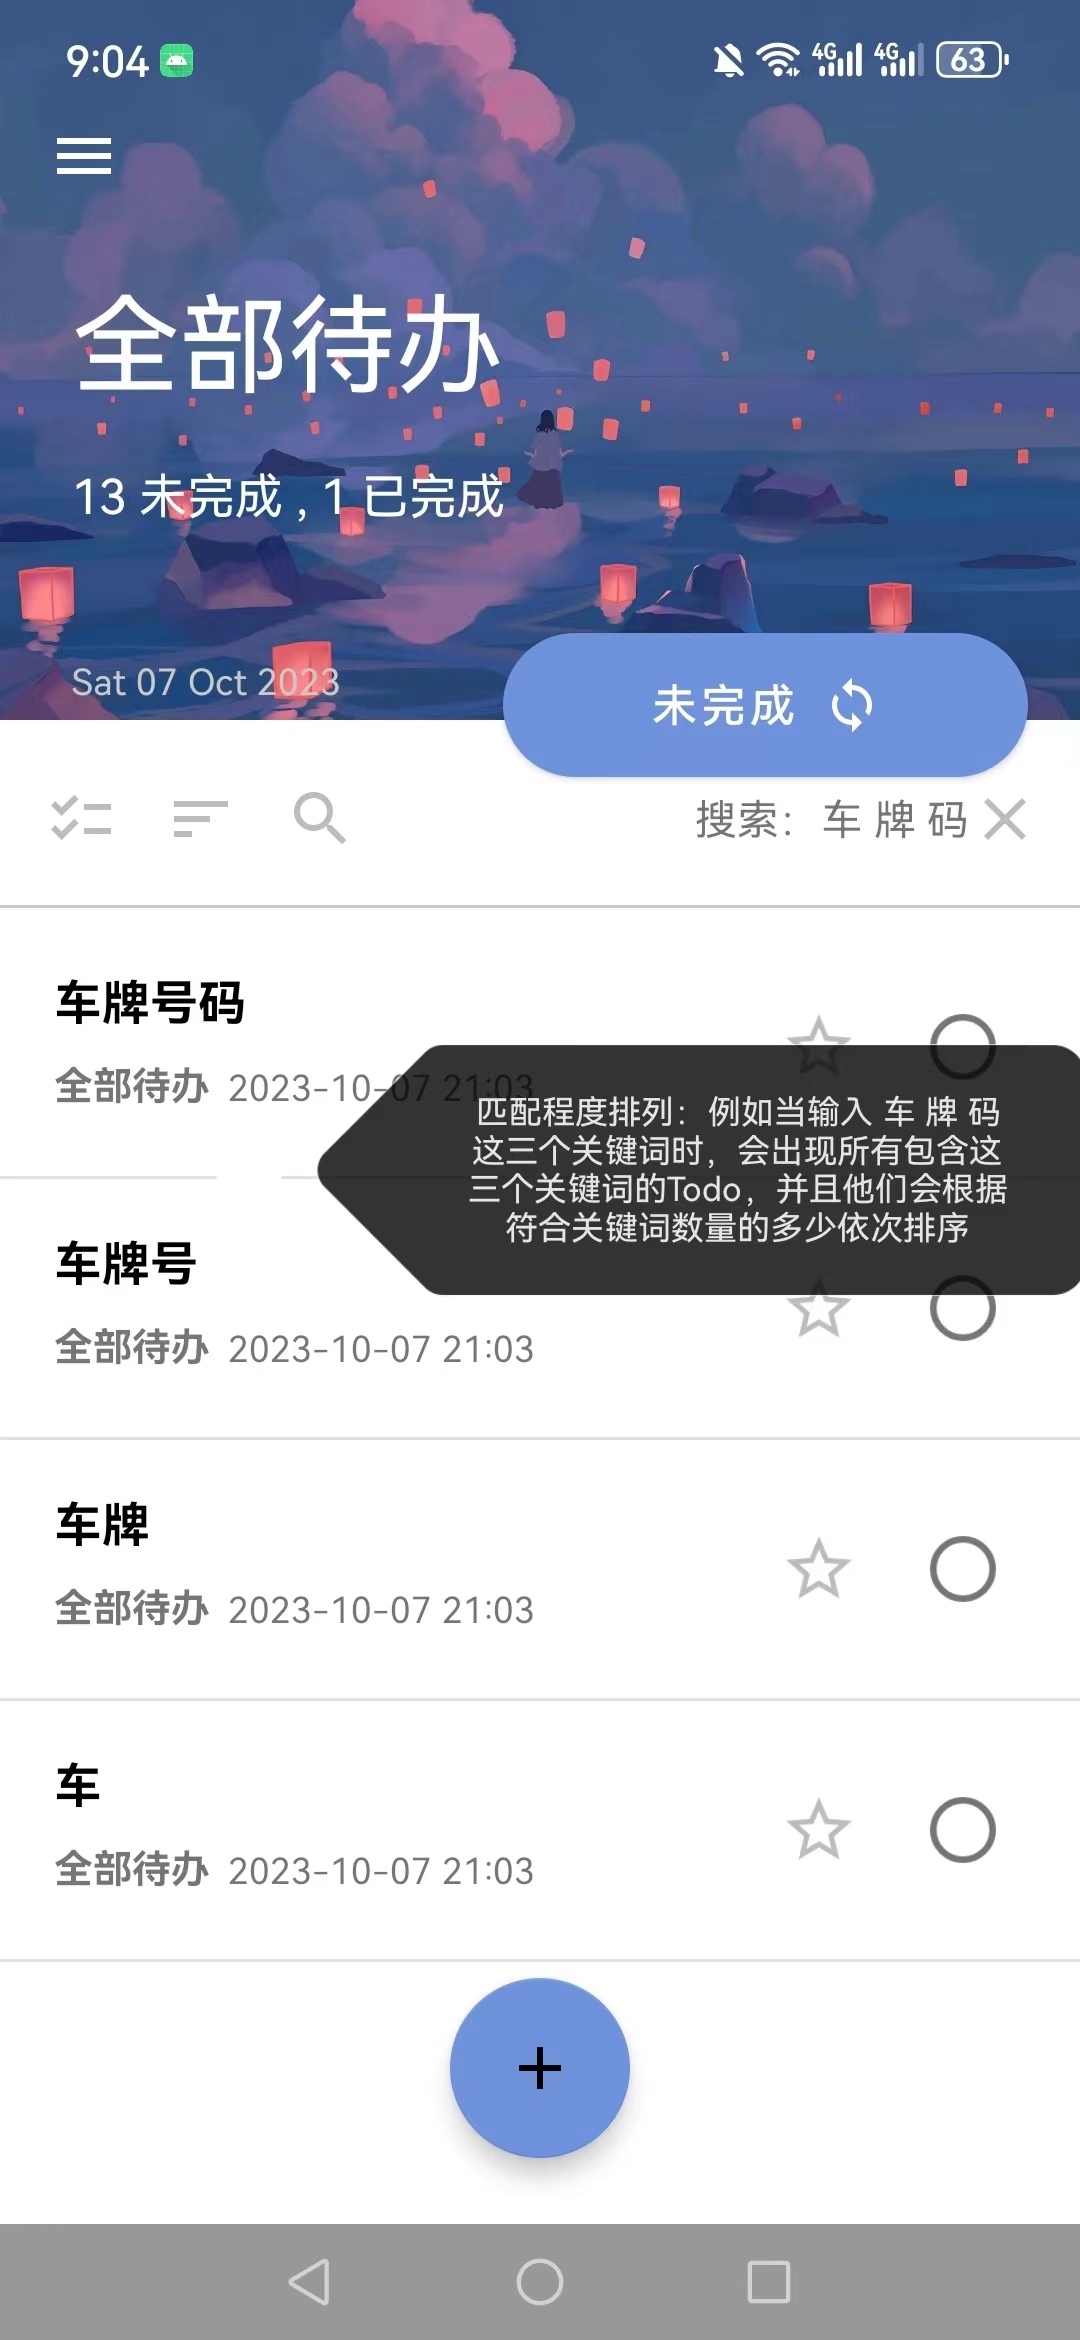 9:04
4G 4G 63
全部待办
13 未完成 , 1 已完成
Sat 07 Oct 2023
未完成
搜索：车 牌 码
车牌号码
全部待办 2023-10-07 21:03
匹配程度排列：例如当输入 车 牌 码
这三个关键词时，会出现所有包含这
三个关键词的Todo，并且他们会根据
符合关键词数量的多少依次排序
车牌号
全部待办 2023-10-07 21:03
车牌
全部待办 2023-10-07 21:03
车
全部待办 2023-10-07 21:03